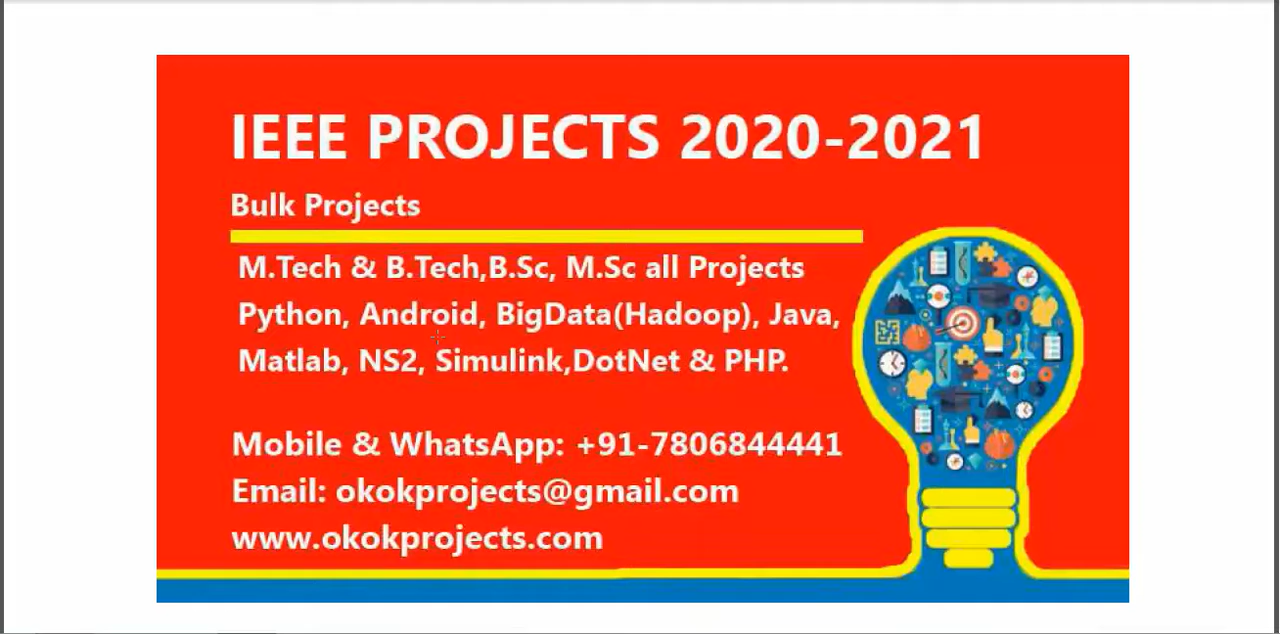 IEEE PROJECTS 2020-2021
Bulk Projects
M.Tech & B.Tech,B.Sc, M.Sc all Projects
Python, Android, BigData(Hadoop), Java,
Matlab, NS2, Simulink,DotNet & PHP.
Mobile & WhatsApp: +91-7806844441
Email: okokprojects@gmail.com
www.okokprojects.com